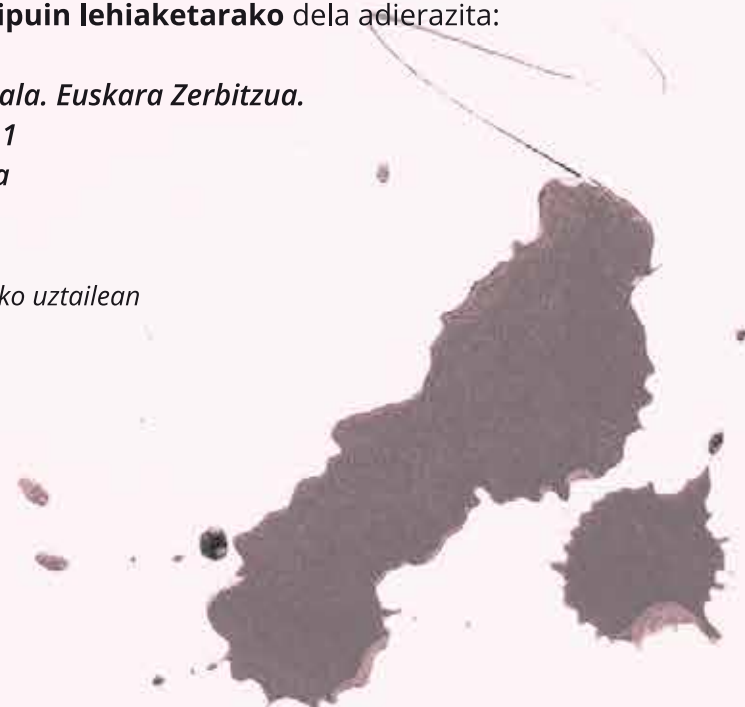 ipuin lehiaketarako dela adierazita:
ala. Euskara Zerbitzua.
1
a
ko uztailean